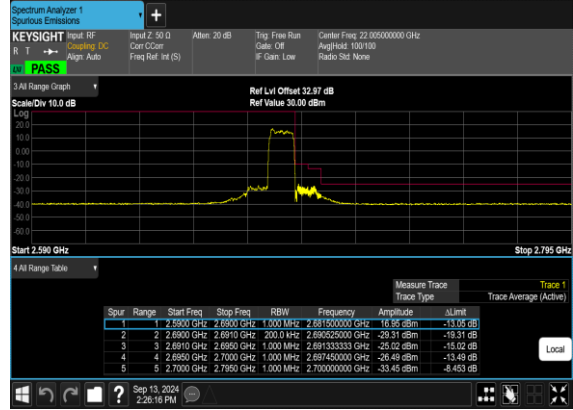 Spectrum Analyzer 1
Spurious Emissions
KEYSIGHT Input: RF Input Z: 50 Ω Atten: 20 dB Trig: Free Run Center Freq: 22.005000000 GHz
R T Coupling: DC Corr CCorr Gate: Off Avg|Hold: 100/100
Align: Auto Freq Ref: Int (S) IF Gain: Low Radio Std: None
PASS
3 All Range Graph
Ref Lvl Offset 32.97 dB
Scale/Div 10.0 dB Ref Value 30.00 dBm
Log
20.0
10.0
0.00
-10.0
-20.0
-30.0
-40.0
-50.0
-60.0
Start 2.590 GHz Stop 2.795 GHz
4 All Range Table
Measure Trace Trace 1
Trace Type Trace Average (Active)
Spur Range Start Freq Stop Freq RBW Frequency Amplitude ΔLimit
1 1 2.5900 GHz 2.6900 GHz 1.000 MHz 2.681500000 GHz 16.95 dBm -13.05 dB
2 2 2.6900 GHz 2.6910 GHz 200.0 kHz 2.690525000 GHz -29.31 dBm -19.31 dB
3 3 2.6910 GHz 2.6950 GHz 1.000 MHz 2.691333333 GHz -25.02 dBm -15.02 dB
4 4 2.6950 GHz 2.7000 GHz 1.000 MHz 2.697450000 GHz -26.49 dBm -13.49 dB
5 5 2.7000 GHz 2.7950 GHz 1.000 MHz 2.700000000 GHz -33.45 dBm -8.453 dB
Local
Sep 13, 2024
2:26:16 PM